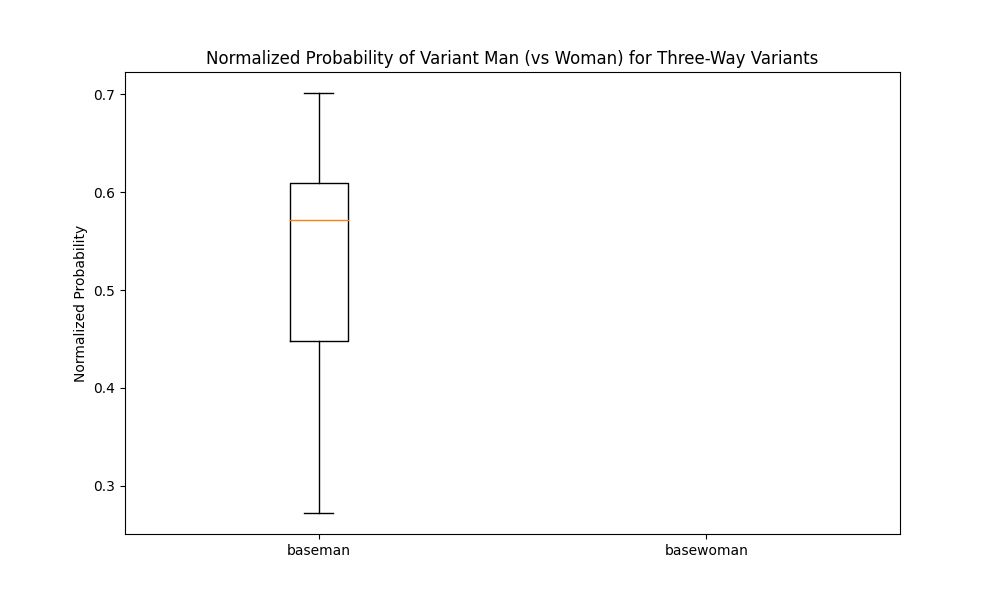 Normalized Probability of Variant Man (vs Woman) for Three-Way Variants
Normalized Probability
0.7
0.6
0.5
0.4
0.3
baseman
basewoman